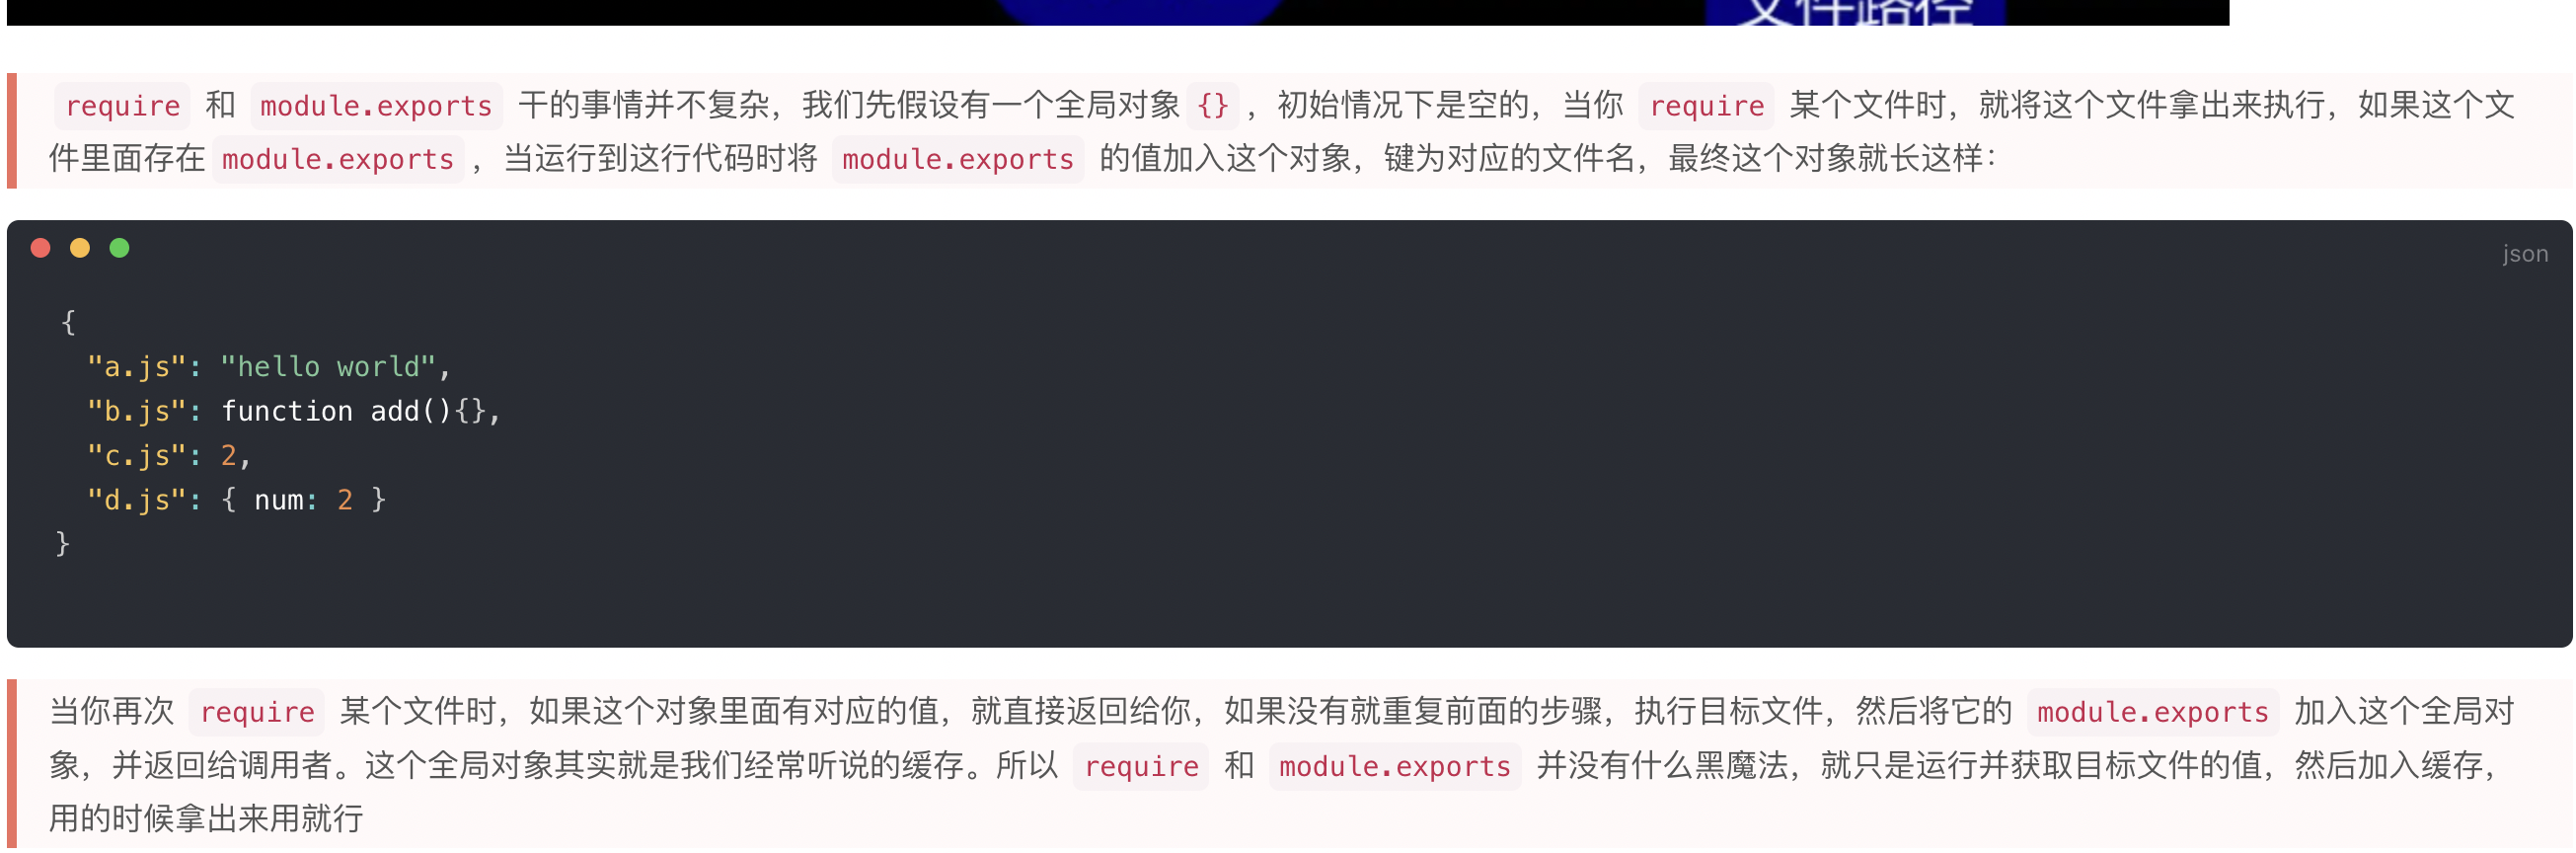 文件路径
require 和 module.exports 干的事情并不复杂，我们先假设有一个全局对象{}，初始情况下是空的，当你 require 某个文件时，就将这个文件拿出来执行，如果这个文
件里面存在module.exports，当运行到这行代码时将 module.exports 的值加入这个对象，键为对应的文件名，最终这个对象就长这样：
json
{
  "a.js": "hello world",
  "b.js": function add(){},
  "c.js": 2,
  "d.js": { num: 2 }
}
当你再次 require 某个文件时，如果这个对象里面有对应的值，就直接返回给你，如果没有就重复前面的步骤，执行目标文件，然后将它的 module.exports 加入这个全局对
象，并返回给调用者。这个全局对象其实就是我们经常听说的缓存。所以 require 和 module.exports 并没有什么黑魔法，就只是运行并获取目标文件的值，然后加入缓存，
用的时候拿出来用就行